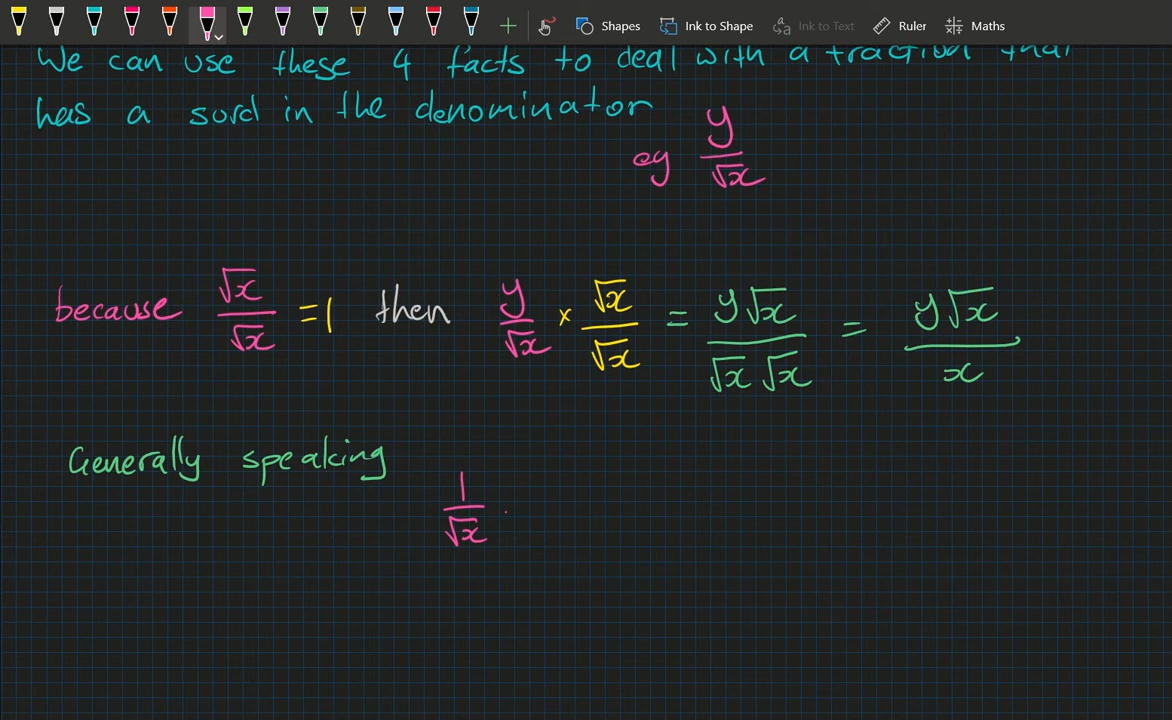 Shapes Ink to Shape Ink to Text Ruler Maths
We can use these 4 facts to deal with a fraction that
has a surd in the denominator
eg y/√x
because √x/√x =1 then y/√x × √x/√x = y√x/√x √x = y√x/x
Generally speaking
1/√x